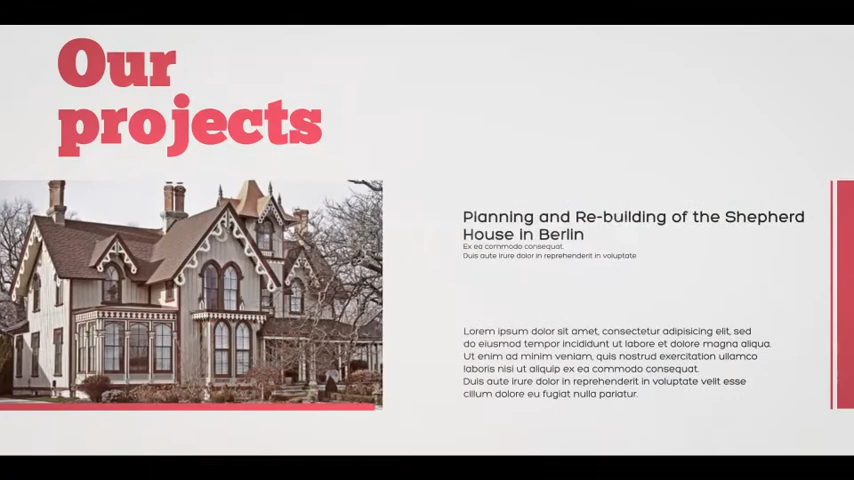 Our
projects
Planning and Re-building of the Shepherd
House in Berlin
Ex ea commodo consequat.
Duis aute irure dolor in reprehenderit in voluptate
Lorem ipsum dolor sit amet, consectetur adipisicing elit, sed
do eiusmod tempor incididunt ut labore et dolore magna aliqua.
Ut enim ad minim veniam, quis nostrud exercitation ullamco
laboris nisi ut aliquip ex ea commodo consequat.
Duis aute irure dolor in reprehenderit in voluptate velit esse
cillum dolore eu fugiat nulla pariatur.